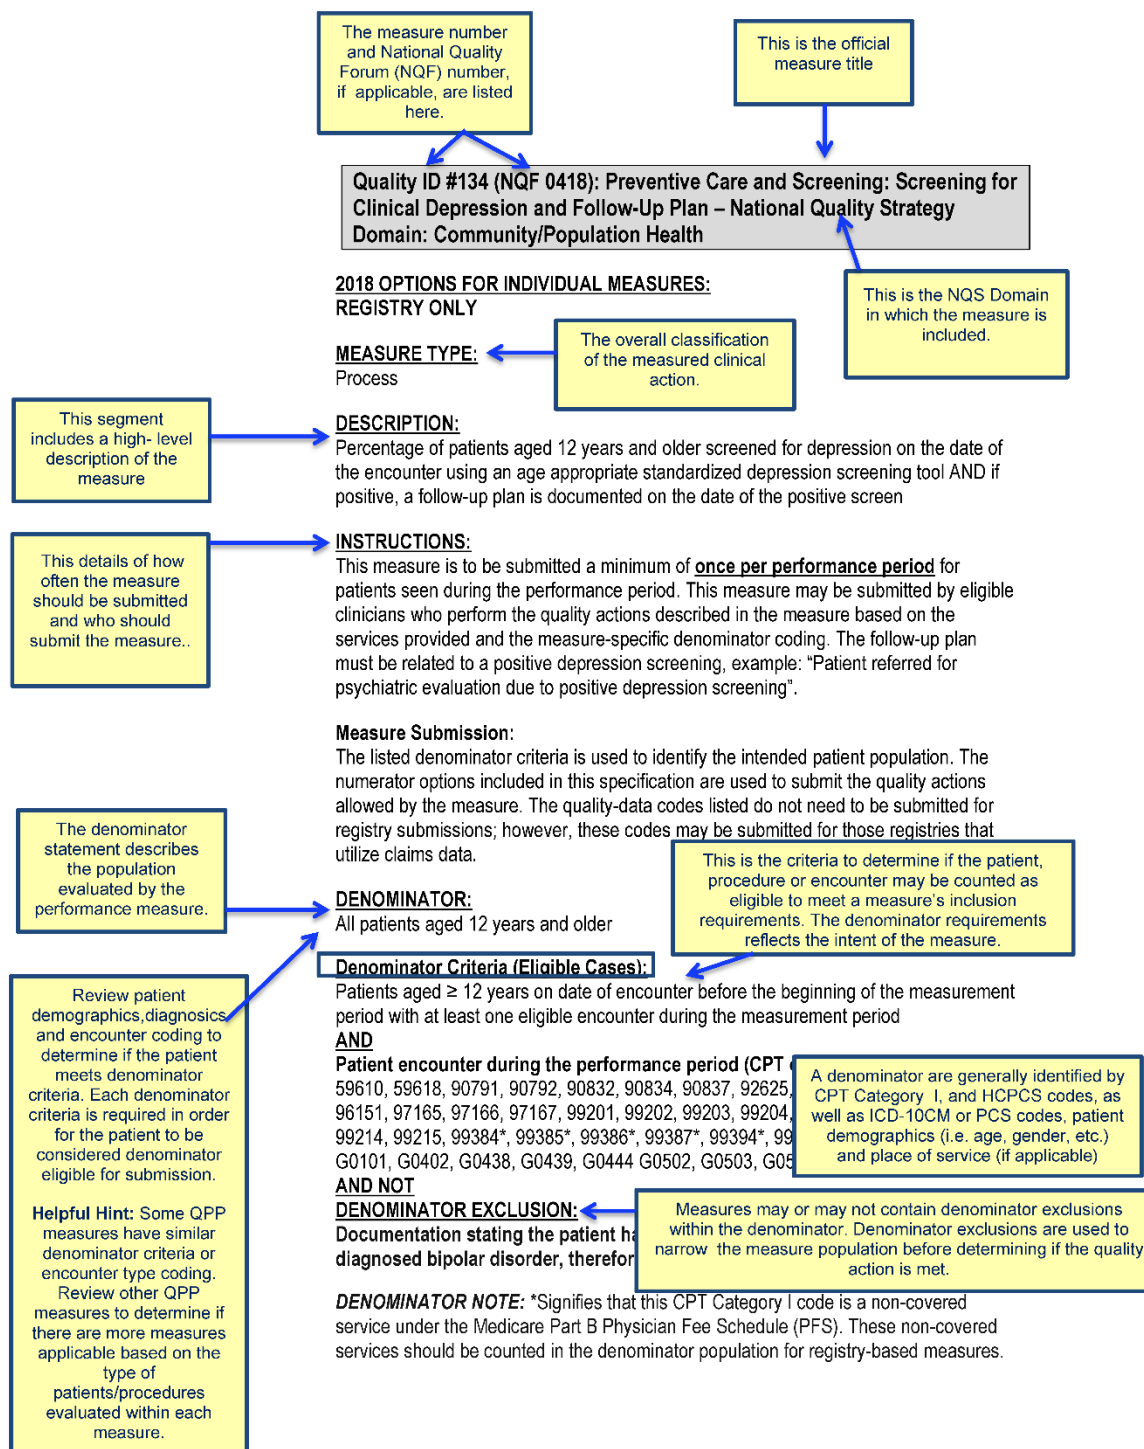 The measure number
and National Quality
Forum (NQF) number,
if applicable, are listed
here.
This is the official
measure title
Quality ID #134 (NQF 0418): Preventive Care and Screening: Screening for
Clinical Depression and Follow-Up Plan – National Quality Strategy
Domain: Community/Population Health
This is the NQS Domain
in which the measure is
included.
2018 OPTIONS FOR INDIVIDUAL MEASURES:
REGISTRY ONLY
The overall classification
of the measured clinical
action.
MEASURE TYPE:
Process
This segment
includes a high- level
description of the
measure
DESCRIPTION:
Percentage of patients aged 12 years and older screened for depression on the date of
the encounter using an age appropriate standardized depression screening tool AND if
positive, a follow-up plan is documented on the date of the positive screen
This details of how
often the measure
should be submitted
and who should
submit the measure..
INSTRUCTIONS:
This measure is to be submitted a minimum of once per performance period for
patients seen during the performance period. This measure may be submitted by eligible
clinicians who perform the quality actions described in the measure based on the
services provided and the measure-specific denominator coding. The follow-up plan
must be related to a positive depression screening, example: “Patient referred for
psychiatric evaluation due to positive depression screening”.
Measure Submission:
The listed denominator criteria is used to identify the intended patient population. The
numerator options included in this specification are used to submit the quality actions
allowed by the measure. The quality-data codes listed do not need to be submitted for
registry submissions; however, these codes may be submitted for those registries that
utilize claims data.
The denominator
statement describes
the population
evaluated by the
performance measure.
This is the criteria to determine if the patient,
procedure or encounter may be counted as
eligible to meet a measure’s inclusion
requirements. The denominator requirements
reflects the intent of the measure.
DENOMINATOR:
All patients aged 12 years and older
Denominator Criteria (Eligible Cases):
Patients aged ≥ 12 years on date of encounter before the beginning of the measurement
period with at least one eligible encounter during the measurement period
AND
Patient encounter during the performance period (CPT
59610, 59618, 90791, 90792, 90832, 90834, 90837, 92625,
96151, 97165, 97166, 97167, 99201, 99202, 99203, 99204,
99214, 99215, 99384*, 99385*, 99386*, 99387*, 99394*, 99
G0101, G0402, G0438, G0439, G0444 G0502, G0503, G05
A denominator are generally identified by
CPT Category I, and HCPCS codes, as
well as ICD-10CM or PCS codes, patient
demographics (i.e. age, gender, etc.)
and place of service (if applicable)
Review patient
demographics,diagnosics
and encounter coding to
determine if the patient
meets denominator
criteria. Each denominator
criteria is required in order
for the patient to be
considered denominator
eligible for submission.
Helpful Hint: Some QPP
measures have similar
denominator criteria or
encounter type coding.
Review other QPP
measures to determine if
there are more measures
applicable based on the
type of
patients/procedures
evaluated within each
measure.
AND NOT
DENOMINATOR EXCLUSION:
Documentation stating the patient ha
diagnosed bipolar disorder, therefor
Measures may or may not contain denominator exclusions
within the denominator. Denominator exclusions are used to
narrow the measure population before determining if the quality
action is met.
DENOMINATOR NOTE: *Signifies that this CPT Category I code is a non-covered
service under the Medicare Part B Physician Fee Schedule (PFS). These non-covered
services should be counted in the denominator population for registry-based measures.